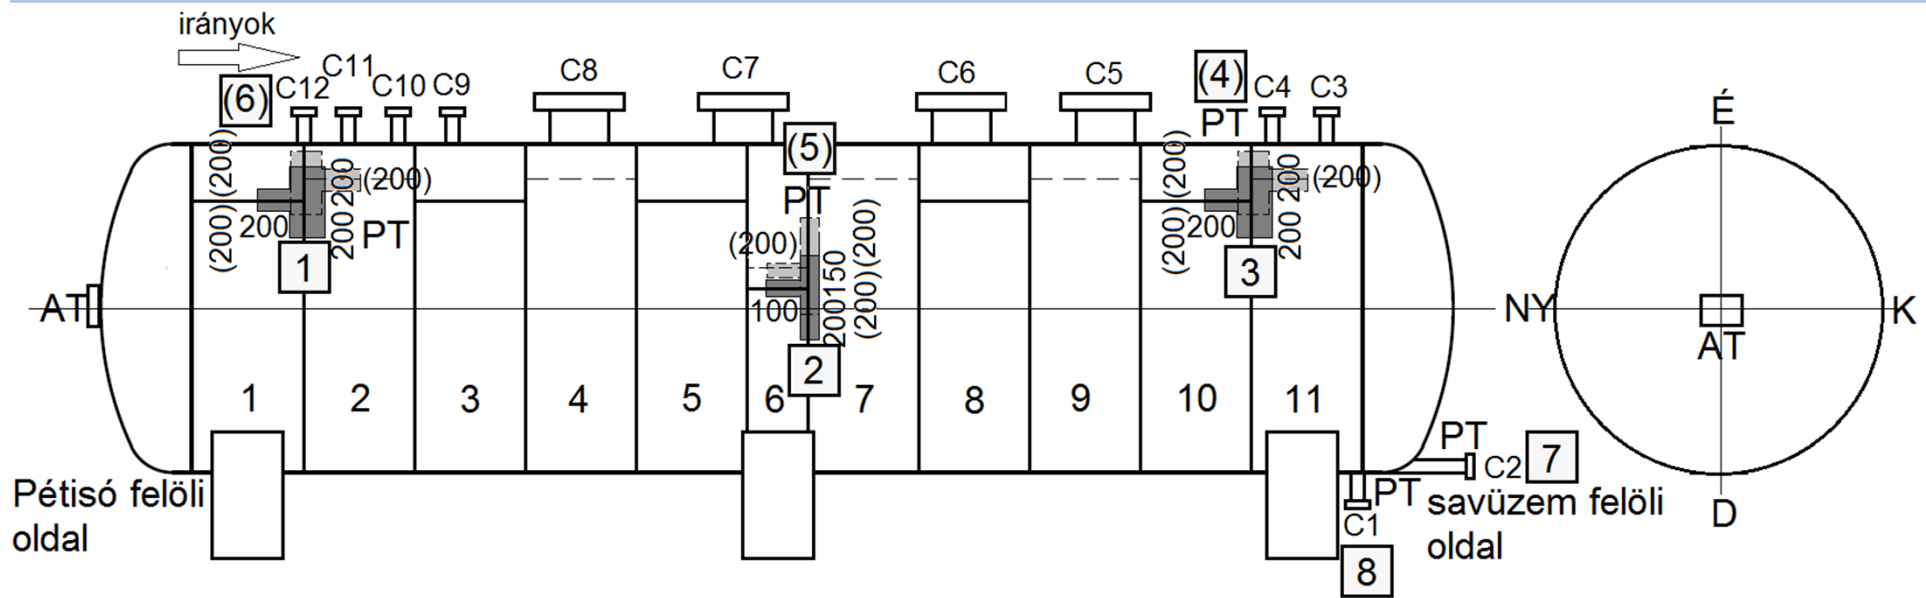 irányok
(6)
C12
C11
C10
C9
C8
C7
C6
C5
(4)
C4
C3
PT
(5)
PT
(200)
(200)
200
200
200
(200)
PT
1
(200)
100
150
200
(200)
(200)
2
(200)
(200)
200
200
200
(200)
3
AT
1
2
3
4
5
6
7
8
9
10
11
PT
C2
7
PT
C1
8
Pétisó felöli
oldal
savüzem felöli
oldal
É
NY
K
AT
D